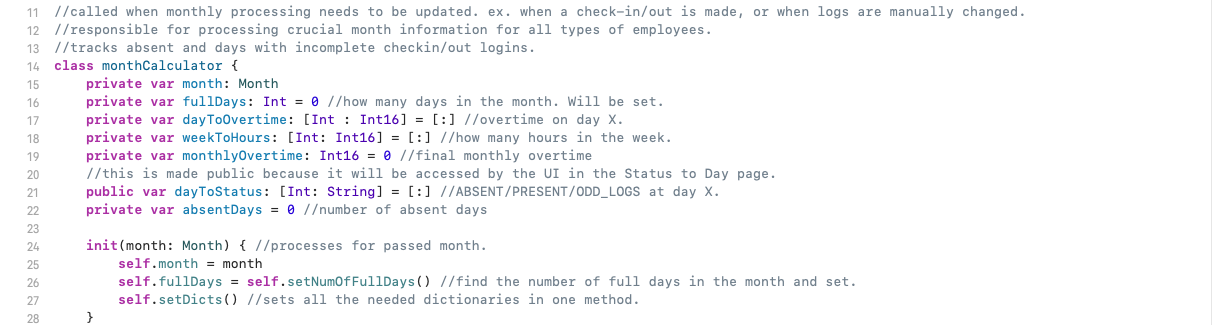 11 //called when monthly processing needs to be updated. ex. when a check-in/out is made, or when logs are manually changed.
12 //responsible for processing crucial month information for all types of employees.
13 //tracks absent and days with incomplete checkin/out logins.
14 class monthCalculator {
15     private var month: Month
16     private var fullDays: Int = 0 //how many days in the month. Will be set.
17     private var dayToOvertime: [Int : Int16] = [:] //overtime on day X.
18     private var weekToHours: [Int: Int16] = [:] //how many hours in the week.
19     private var monthlyOvertime: Int16 = 0 //final monthly overtime
20     //this is made public because it will be accessed by the UI in the Status to Day page.
21     public var dayToStatus: [Int: String] = [:] //ABSENT/PRESENT/ODD_LOGS at day X.
22     private var absentDays = 0 //number of absent days
23
24     init(month: Month) { //processes for passed month.
25         self.month = month
26         self.fullDays = self.setNumOfFullDays() //find the number of full days in the month and set.
27         self.setDicts() //sets all the needed dictionaries in one method.
28     }